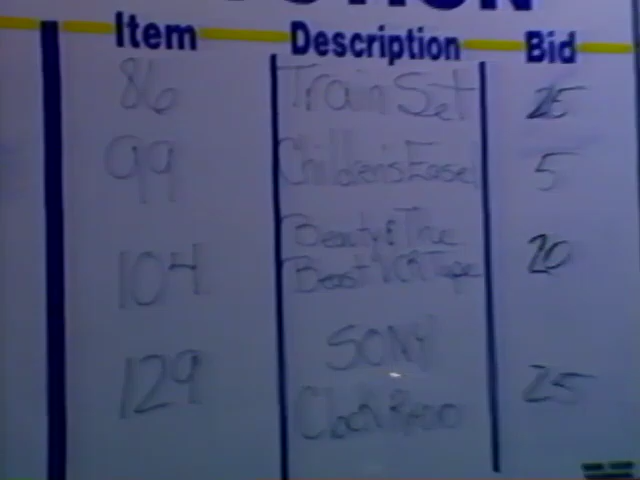 Item Description Bid
86 Train Set 25
99 Children's Easel 5
Beauty & The
104 Beast VCR Tape 20
SONY
129 Clock Radio 25